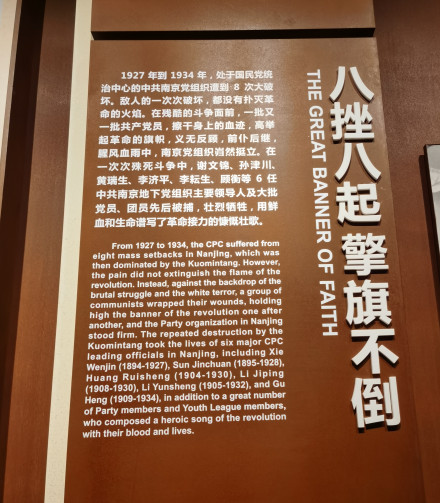 八挫八起 擎旗不倒
THE GREAT BANNER OF FAITH
1927 年到 1934 年，处于国民党统
治中心的中共南京党组织遭到 8 次大破
坏。敌人的一次次破坏，都没有扑灭革
命的火焰。在残酷的斗争面前，一批又
一批共产党员，擦干身上的血迹，高举
起革命的旗帜，义无反顾，前仆后继，
腥风血雨中，南京党组织岿然挺立。在
一次次殊死斗争中，谢文锦、孙津川、
黄瑞生、李济平、李耘生、顾衡等 6 任
中共南京地下党组织主要领导人及大批
党员、团员先后被捕，壮烈牺牲，用鲜
血和生命谱写了革命接力的慷慨壮歌。
From 1927 to 1934, the CPC suffered from
eight mass setbacks in Nanjing, which was
then dominated by the Kuomintang. However,
the pain did not extinguish the flame of the
revolution. Instead, against the backdrop of the
brutal struggle and the white terror, a group of
communists wrapped their wounds, holding
high the banner of the revolution one after
another, and the Party organization in Nanjing
stood firm. The repeated destruction by the
Kuomintang took the lives of six major CPC
leading officials in Nanjing, including Xie
Wenjin (1894-1927), Sun Jinchuan (1895-1928),
Huang Ruisheng (1904-1930), Li Jiping
(1908-1930), Li Yunsheng (1905-1932), and Gu
Heng (1909-1934), in addition to a great number
of Party members and Youth League members,
who composed a heroic song of the revolution
with their blood and lives.